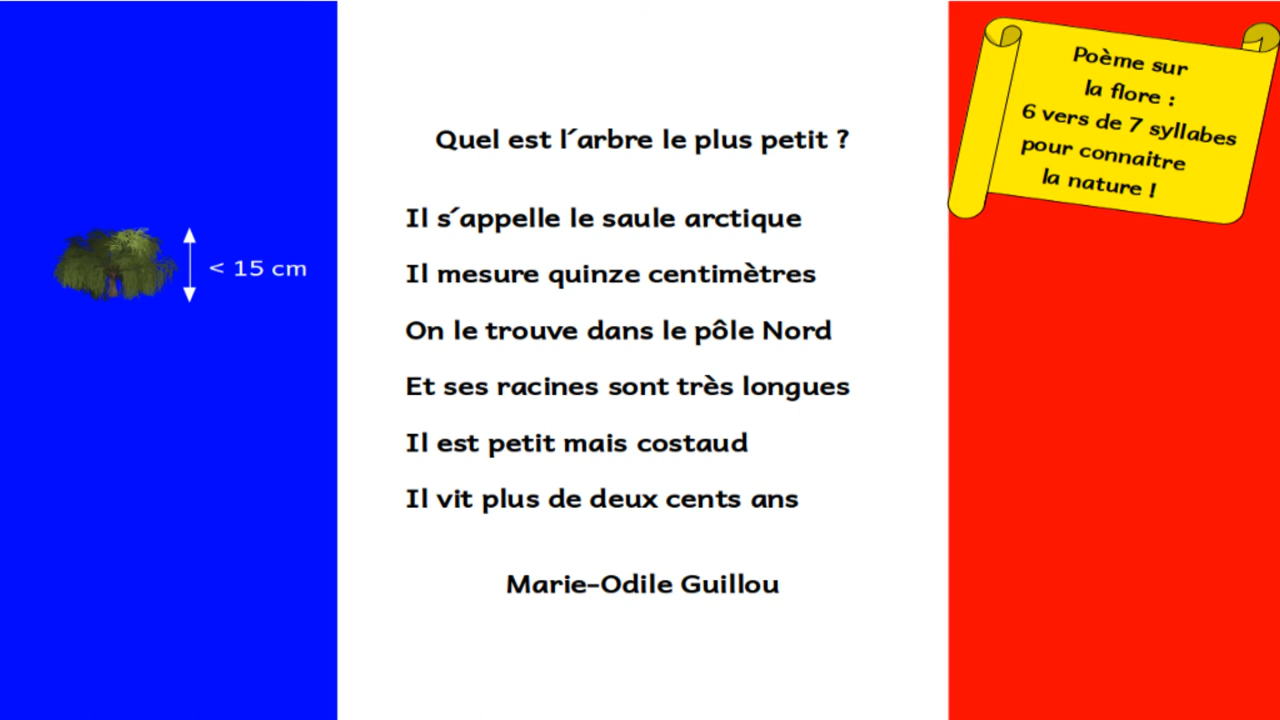 Poème sur
la flore :
6 vers de 7 syllabes
pour connaitre
la nature !
Quel est l´arbre le plus petit ?
Il s´appelle le saule arctique
Il mesure quinze centimètres
On le trouve dans le pôle Nord
Et ses racines sont très longues
Il est petit mais costaud
Il vit plus de deux cents ans
Marie-Odile Guillou
< 15 cm